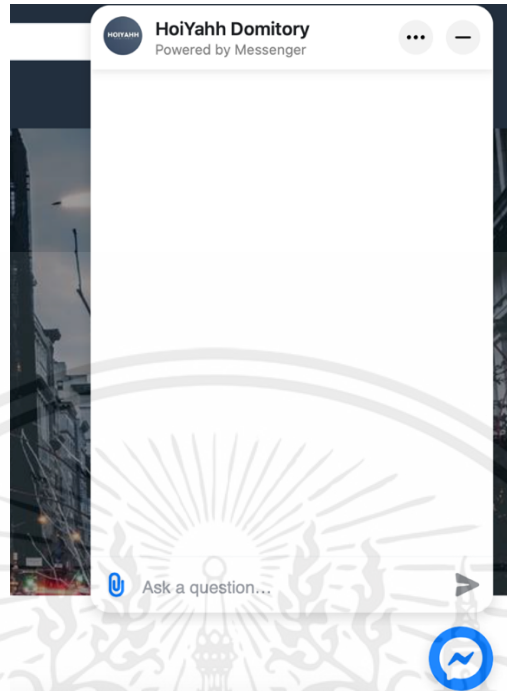 HOIYAHH
HoiYahh Domitory
Powered by Messenger
Ask a question...